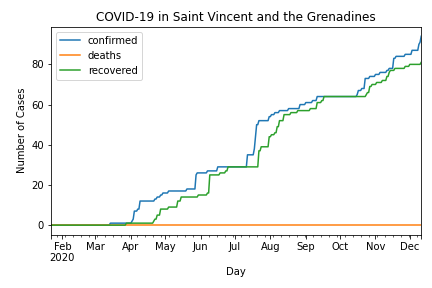 COVID-19 in Saint Vincent and the Grenadines
confirmed
deaths
recovered
Number of Cases
80
60
40
20
0
Feb Mar Apr May Jun Jul Aug Sep Oct Nov Dec
2020
Day